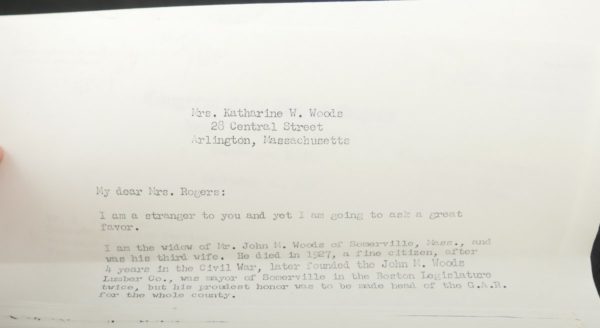 Mrs. Katharine W. Woods
28 Central Street
Arlington, Massachusetts
My dear Mrs. Rogers:
I am a stranger to you and yet I am going to ask a great
favor.
I am the widow of Mr. John M. Woods of Somerville, Mass., and
was his third wife. He died in 1927, a fine citizen, after
4 years in the Civil War, later founded the John M. Woods
Lumber Co., was mayor of Somerville in the Boston Legislature
twice, but his proudest honor was to be made head of the G.A.R.
for the whole county.